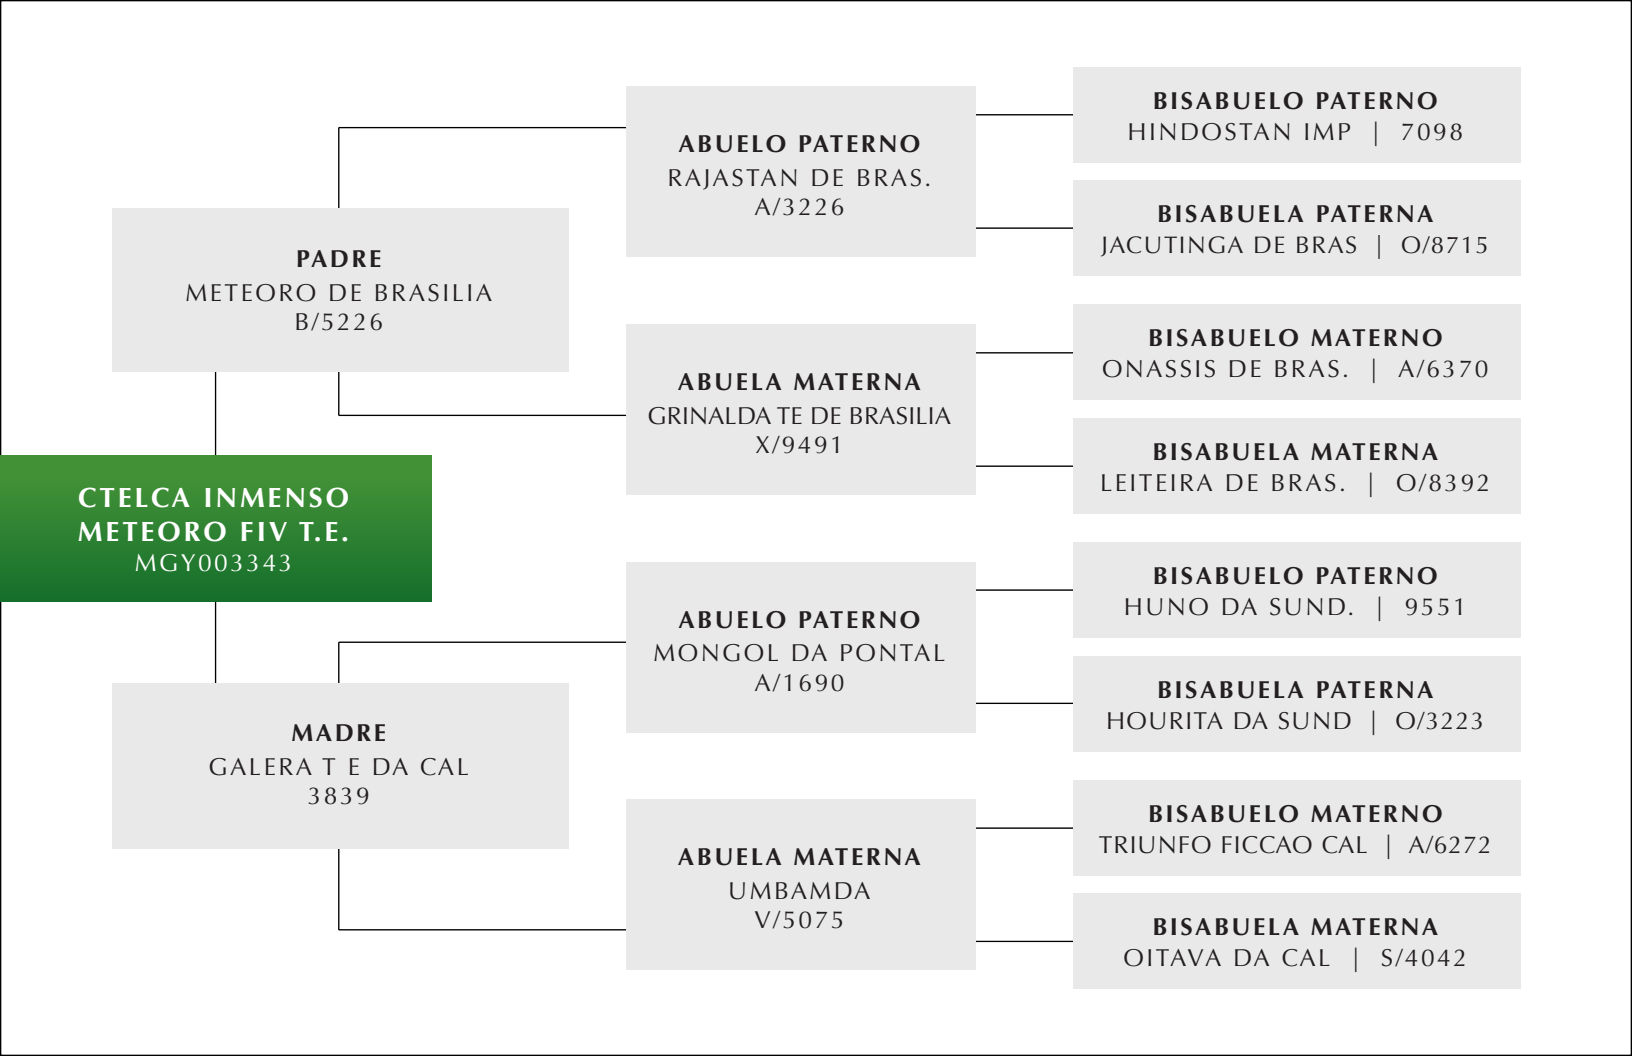 CTELCA INMENSO
METEORO FIV T.E.
MGY003343
PADRE
METEORO DE BRASILIA
B/5226
MADRE
GALERA T E DA CAL
3839
ABUELO PATERNO
RAJASTAN DE BRAS.
A/3226
ABUELA MATERNA
GRINALDA TE DE BRASILIA
X/9491
ABUELO PATERNO
MONGOL DA PONTAL
A/1690
ABUELA MATERNA
UMBAMDA
V/5075
BISABUELO PATERNO
HINDOSTAN IMP | 7098
BISABUELA PATERNA
JACUTINGA DE BRAS | O/8715
BISABUELO MATERNO
ONASSIS DE BRAS. | A/6370
BISABUELA MATERNA
LEITEIRA DE BRAS. | O/8392
BISABUELO PATERNO
HUNO DA SUND. | 9551
BISABUELA PATERNA
HOURITA DA SUND | O/3223
BISABUELO MATERNO
TRIUNFO FICCAO CAL | A/6272
BISABUELA MATERNA
OITAVA DA CAL | S/4042